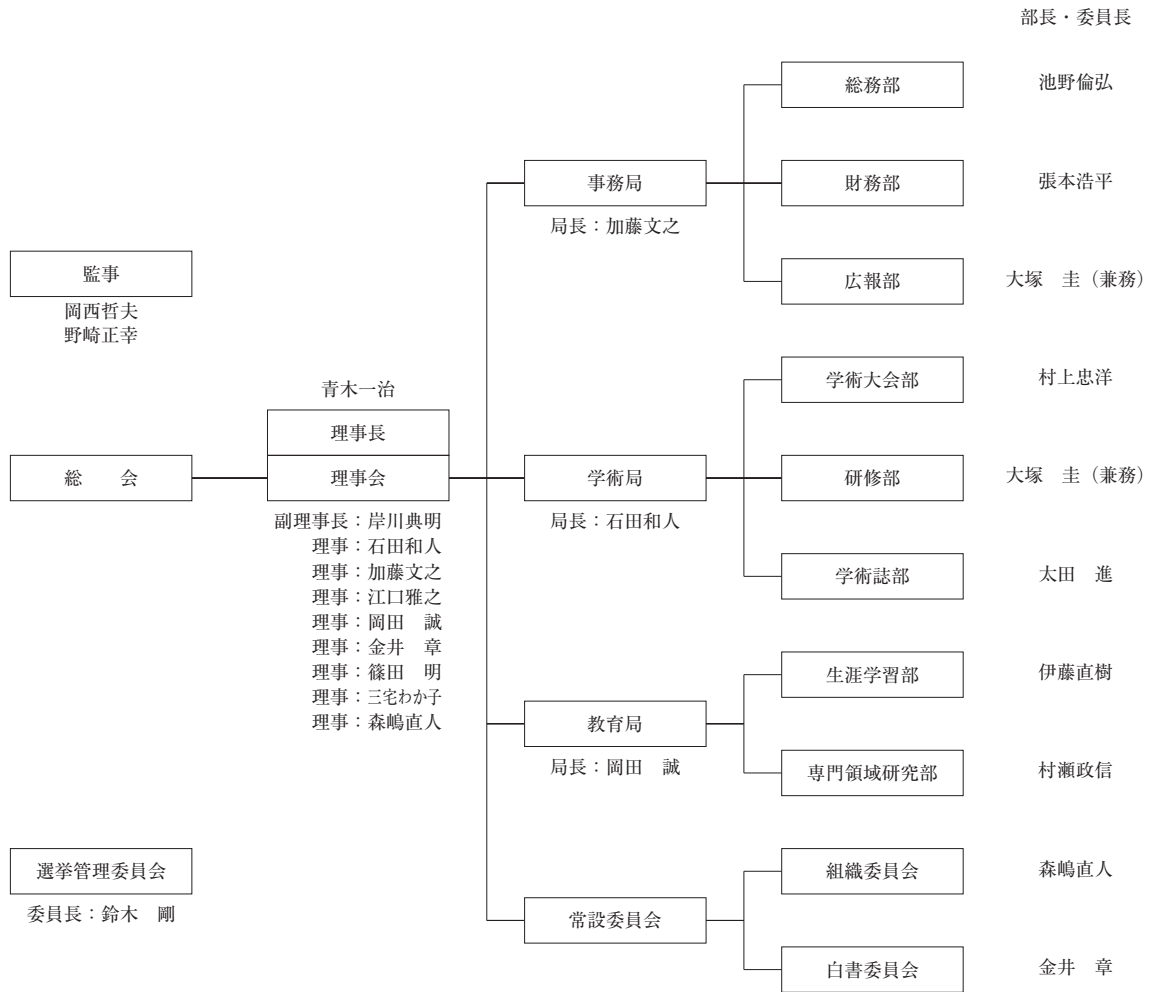 部長・委員長
総務部 池野倫弘
事務局 財務部 張本浩平
局長：加藤文之
監事 広報部 大塚　圭（兼務）
岡西哲夫
野崎正幸
学術大会部 村上忠洋
青木一治
理事長
総　　会 理事会 学術局 研修部 大塚　圭（兼務）
副理事長：岸川典明 局長：石田和人
理事：石田和人
理事：加藤文之 学術誌部 太田　進
理事：江口雅之
理事：岡田　誠
理事：金井　章
理事：篠田　明 生涯学習部 伊藤直樹
理事：三宅わか子
理事：森嶋直人 教育局
局長：岡田　誠 専門領域研究部 村瀬政信
選挙管理委員会 組織委員会 森嶋直人
委員長：鈴木　剛 常設委員会
白書委員会 金井　章